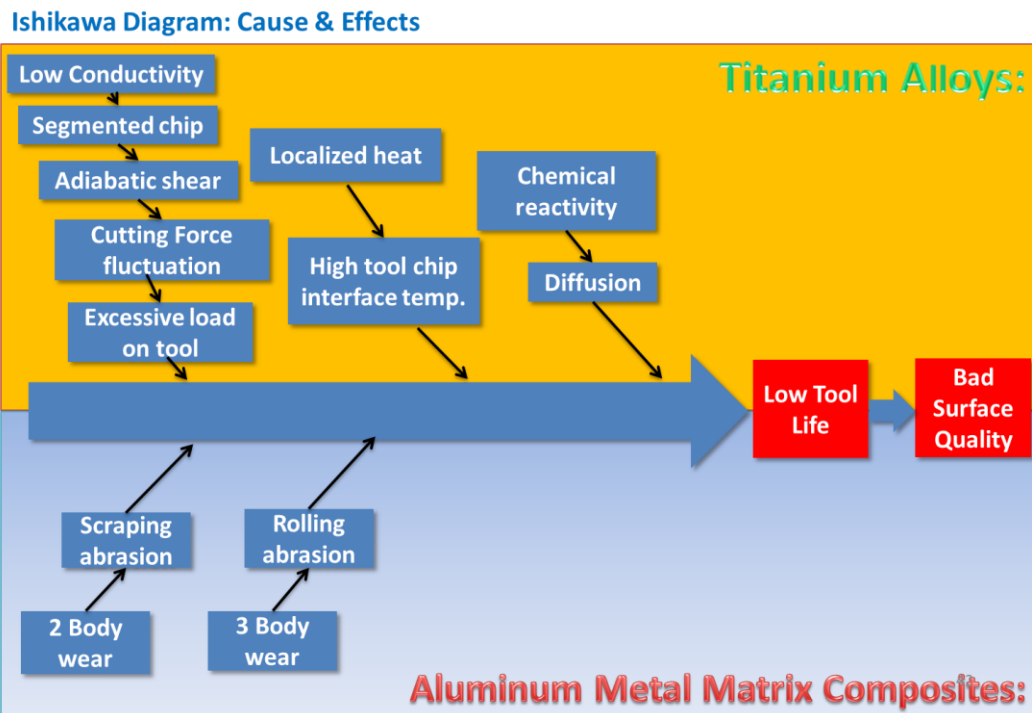 Ishikawa Diagram: Cause & Effects
Titanium Alloys:
Low Conductivity
Segmented chip
Adiabatic shear
Cutting Force
fluctuation
Excessive load
on tool
Localized heat
High tool chip
interface temp.
Chemical
reactivity
Diffusion
Low Tool
Life
Bad
Surface
Quality
Scraping
abrasion
2 Body
wear
Rolling
abrasion
3 Body
wear
Aluminum Metal Matrix Composites: